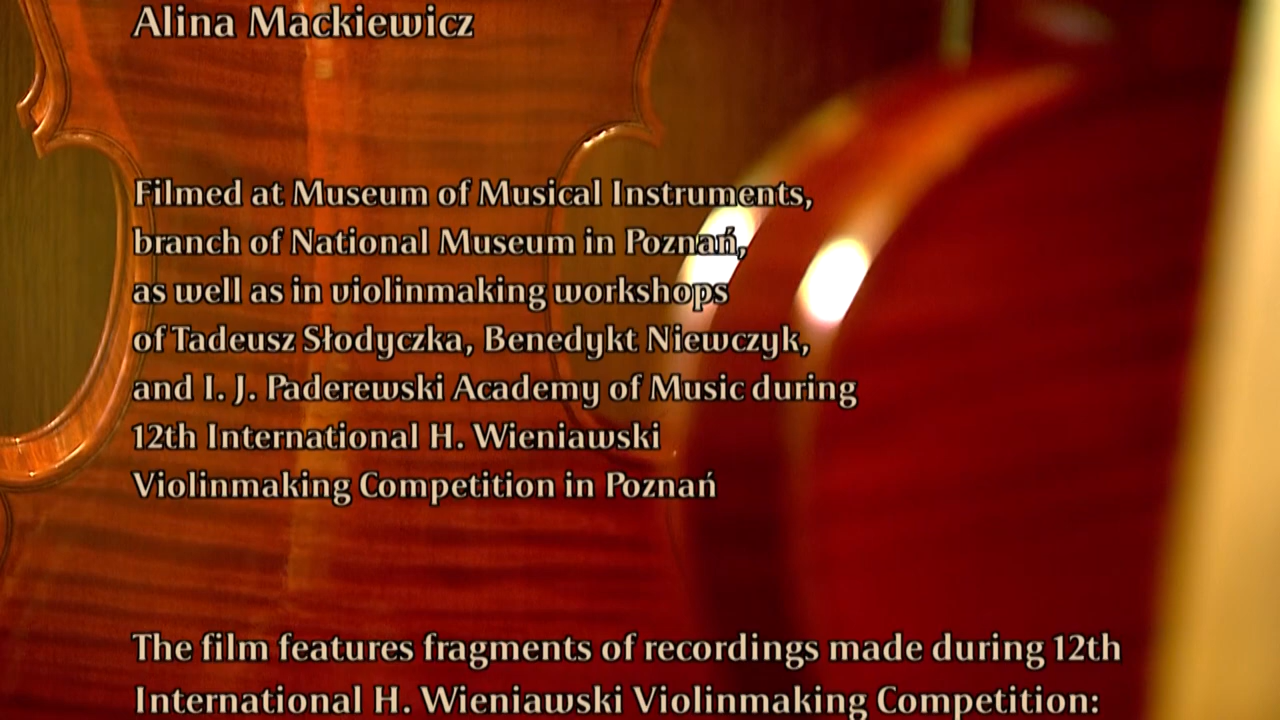 Alina Mackiewicz
Filmed at Museum of Musical Instruments,
branch of National Museum in Poznań,
as well as in violinmaking workshops
of Tadeusz Słodyczka, Benedykt Niewczyk,
and I. J. Paderewski Academy of Music during
12th International H. Wieniawski
Violinmaking Competition in Poznań
The film features fragments of recordings made during 12th
International H. Wieniawski Violinmaking Competition: